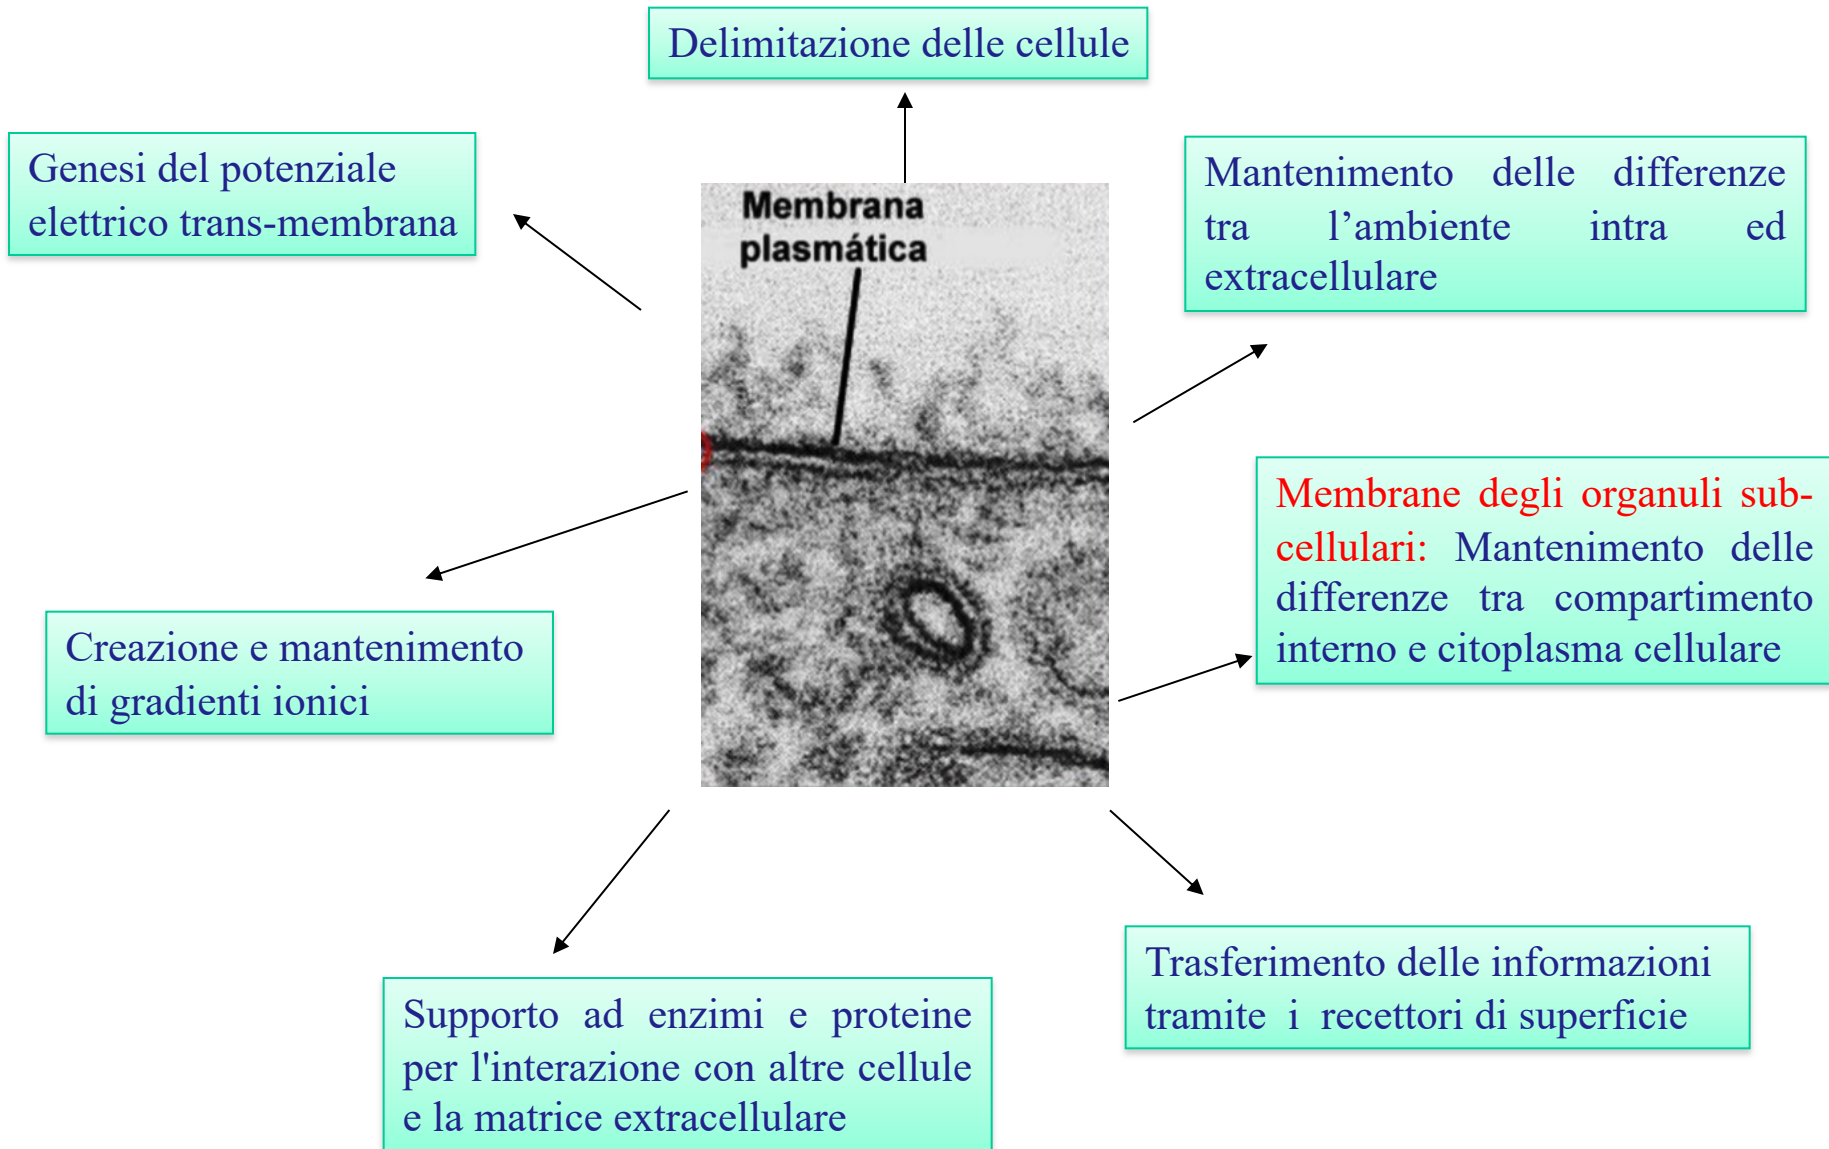 Delimitazione delle cellule
Genesi del potenziale
elettrico trans-membrana
Mantenimento delle differenze
tra l’ambiente intra ed
extracellulare
Membrana
plasmática
Membrane degli organuli sub-
cellulari: Mantenimento delle
differenze tra compartimento
interno e citoplasma cellulare
Creazione e mantenimento
di gradienti ionici
Trasferimento delle informazioni
tramite i recettori di superficie
Supporto ad enzimi e proteine
per l'interazione con altre cellule
e la matrice extracellulare